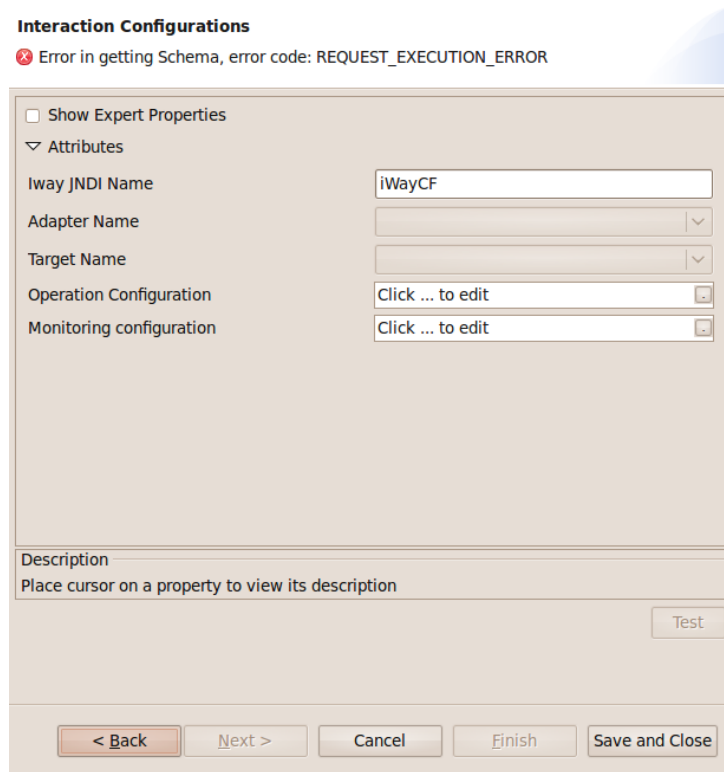 Interaction Configurations
Error in getting Schema, error code: REQUEST_EXECUTION_ERROR
Show Expert Properties
Attributes
Iway JNDI Name iWayCF
Adapter Name
Target Name
Operation Configuration Click ... to edit .
Monitoring configuration Click ... to edit .
Description
Place cursor on a property to view its description
Test
< Back Next > Cancel Finish Save and Close